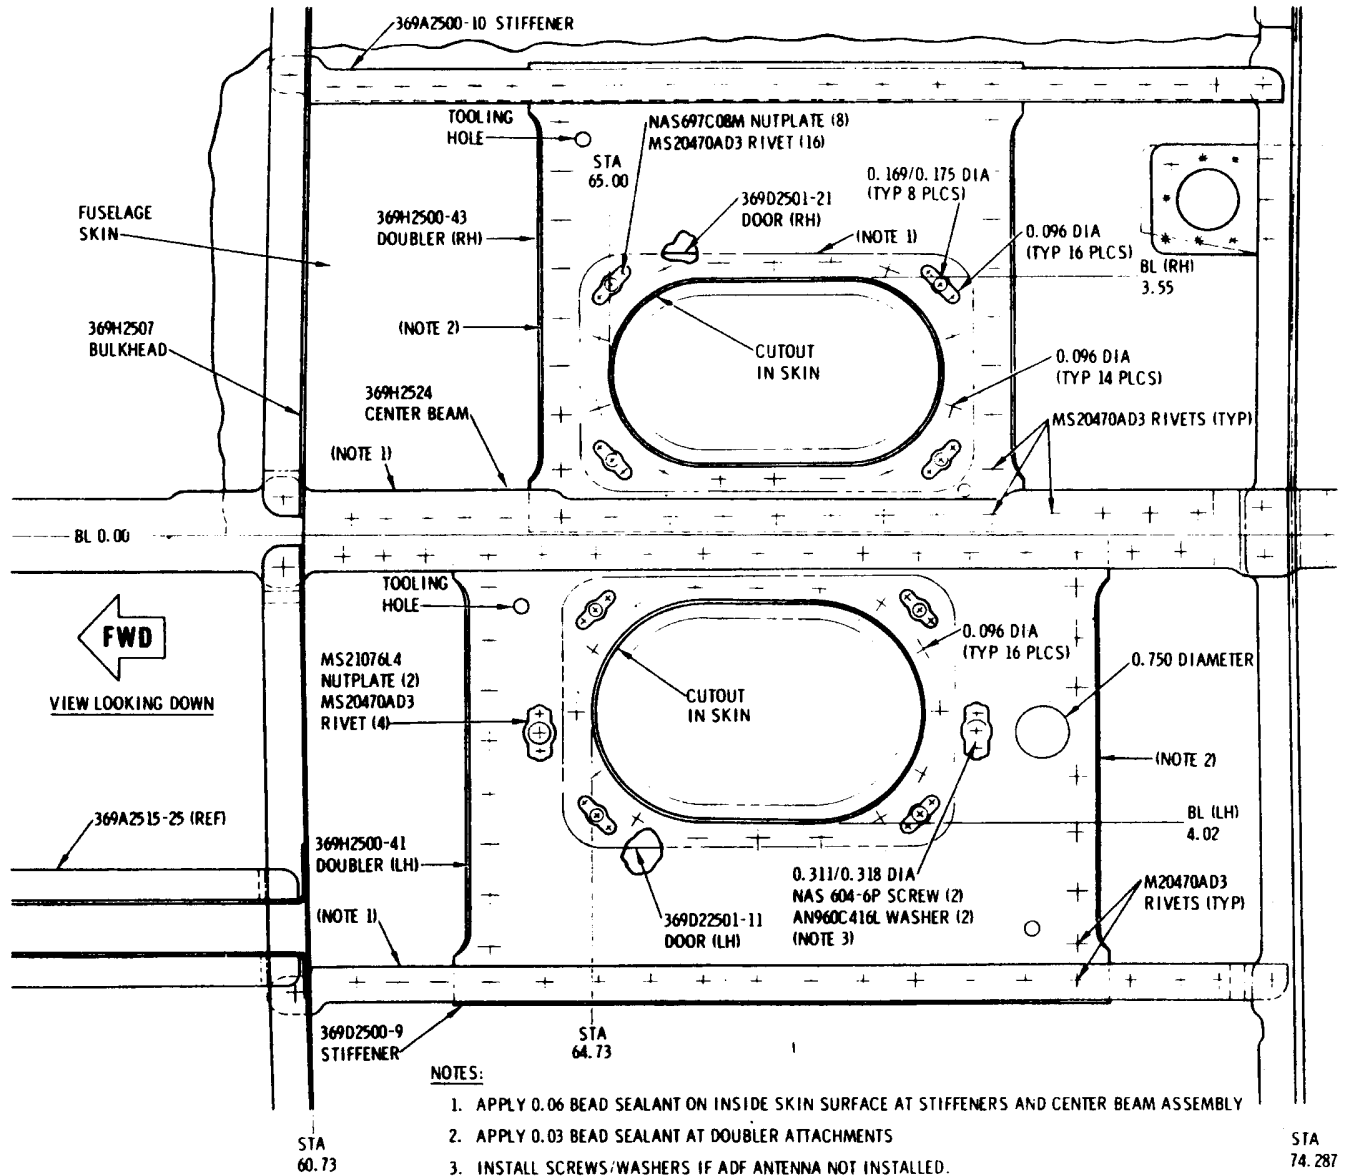 369A2500-10 STIFFENER
TOOLING
HOLE
NAS697C08M NUTPLATE (8)
MS20470AD3 RIVET (16)
STA
65.00
0.169/0.175 DIA
(TYP 8 PLCS)
369D2501-21
DOOR (RH)
FUSELAGE
SKIN
369H2500-43
DOUBLER (RH)
(NOTE 1)
0.096 DIA
(TYP 16 PLCS)
BL (RH)
3.55
369H2507
BULKHEAD
(NOTE 2)
CUTOUT
IN SKIN
0.096 DIA
(TYP 14 PLCS)
369H2524
CENTER BEAM
MS20470AD3 RIVETS (TYP)
(NOTE 1)
BL 0.00
TOOLING
HOLE
FWD
VIEW LOOKING DOWN
0.096 DIA
(TYP 16 PLCS)
MS21076L4
NUTPLATE (2)
MS20470AD3
RIVET (4)
0.750 DIAMETER
CUTOUT
IN SKIN
(NOTE 2)
369A2515-25 (REF)
BL (LH)
4.02
369H2500-41
DOUBLER (LH)
0.311/0.318 DIA
NAS 604-6P SCREW (2)
AN960C416L WASHER (2)
(NOTE 3)
M20470AD3
RIVETS (TYP)
(NOTE 1)
369D22501-11
DOOR (LH)
369D2500-9
STIFFENER
STA
64.73
NOTES:
1. APPLY 0.06 BEAD SEALANT ON INSIDE SKIN SURFACE AT STIFFENERS AND CENTER BEAM ASSEMBLY
2. APPLY 0.03 BEAD SEALANT AT DOUBLER ATTACHMENTS
3. INSTALL SCREWS/WASHERS IF ADF ANTENNA NOT INSTALLED.
STA
60.73
STA
74.287